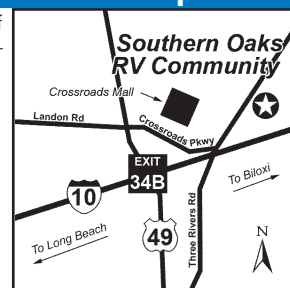 Southern Oaks
RV Community
Crossroads Mall
Landon Rd
Crossroads Pkwy
EXIT
34B
10
To Biloxi
To Long Beach
49
Three Rivers Rd
N